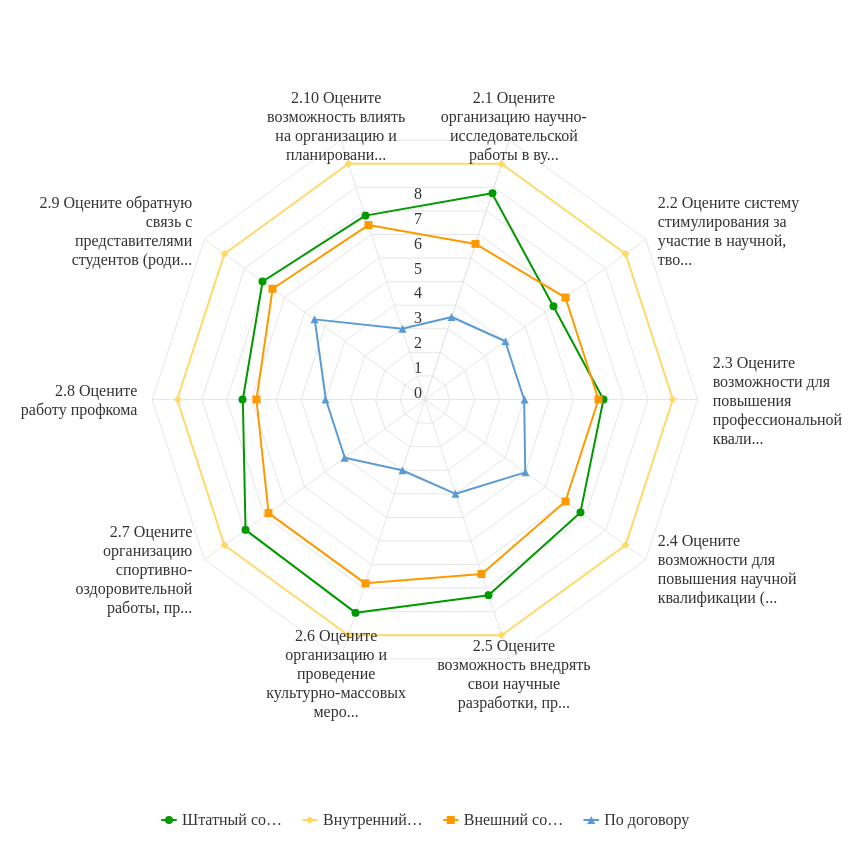 2.10 Оцените
возможность влиять
на организацию и
планировани...
2.1 Оцените
организацию научно-
исследовательской
работы в ву...
2.2 Оцените систему
стимулирования за
участие в научной,
тво...
2.3 Оцените
возможности для
повышения
профессиональной
квали...
2.4 Оцените
возможности для
повышения научной
квалификации (...
2.5 Оцените
возможность внедрять
свои научные
разработки, пр...
2.6 Оцените
организацию и
проведение
культурно-массовых
меро...
2.7 Оцените
организацию
спортивно-
оздоровительной
работы, пр...
2.8 Оцените
работу профкома
2.9 Оцените обратную
связь с
представителями
студентов (роди...
8
7
6
5
4
3
2
1
0
Штатный со…
Внутренний…
Внешний со…
По договору